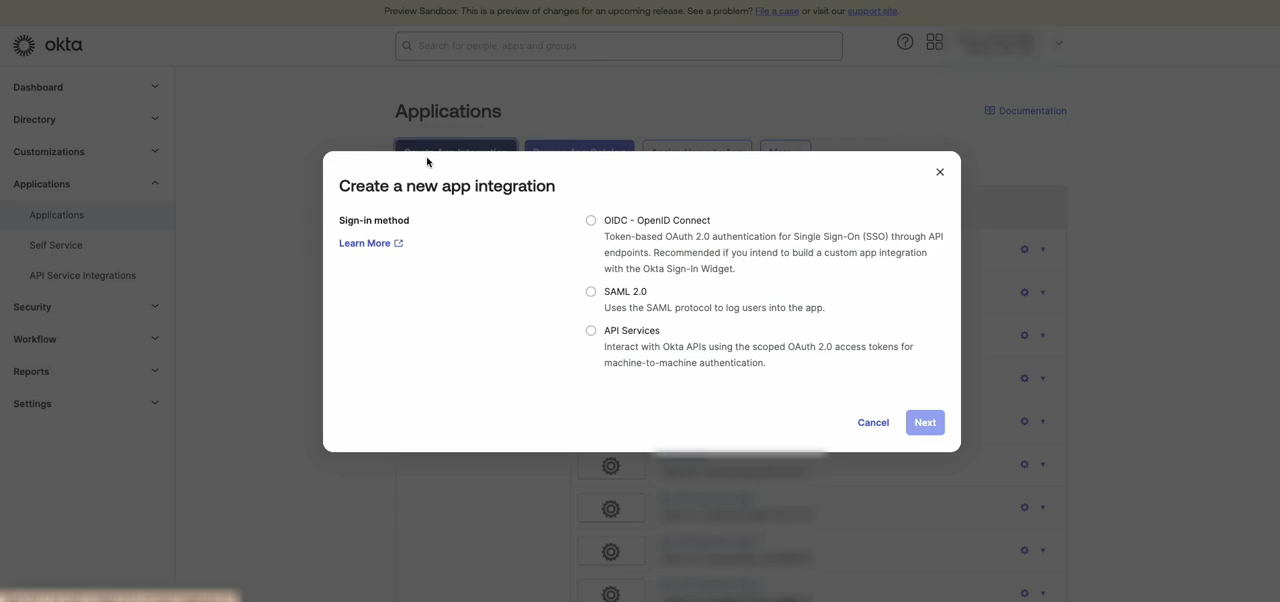 Preview Sandbox: This is a preview of changes for an upcoming release. See a problem? File a case or visit our support site.
okta
Search for people, apps and groups
Dashboard
Directory
Customizations
Applications
Applications
Self Service
API Service Integrations
Security
Workflow
Reports
Settings
Applications
Documentation
Create a new app integration
Sign-in method
Learn More
OIDC - OpenID Connect
Token-based OAuth 2.0 authentication for Single Sign-On (SSO) through API
endpoints. Recommended if you intend to build a custom app integration
with the Okta Sign-In Widget.
SAML 2.0
Uses the SAML protocol to log users into the app.
API Services
Interact with Okta APIs using the scoped OAuth 2.0 access tokens for
machine-to-machine authentication.
Cancel
Next